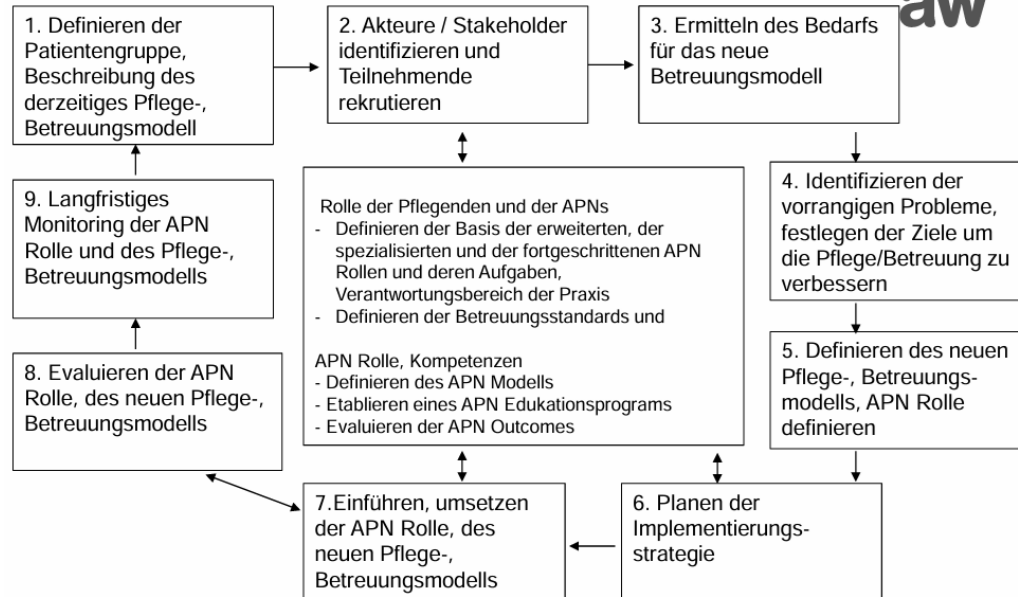 aw
1. Definieren der
Patientengruppe,
Beschreibung des
derzeitiges Pflege-,
Betreuungsmodell
2. Akteure / Stakeholder
identifizieren und
Teilnehmende
rekrutieren
3. Ermitteln des Bedarfs
für das neue
Betreuungsmodell
9. Langfristiges
Monitoring der APN
Rolle und des Pflege-,
Betreuungsmodells
Rolle der Pflegenden und der APNs
- Definieren der Basis der erweiterten, der
spezialisierten und der fortgeschrittenen APN
Rollen und deren Aufgaben,
Verantwortungsbereich der Praxis
- Definieren der Betreuungsstandards und
APN Rolle, Kompetenzen
- Definieren des APN Modells
- Etablieren eines APN Edukationsprograms
- Evaluieren der APN Outcomes
4. Identifizieren der
vorrangigen Probleme,
festlegen der Ziele um
die Pflege/Betreuung zu
verbessern
8. Evaluieren der APN
Rolle, des neuen Pflege-,
Betreuungsmodells
5. Definieren des neuen
Pflege-, Betreuungs-
modells, APN Rolle
definieren
7.Einführen, umsetzen
der APN Rolle, des
neuen Pflege-,
Betreuungsmodells
6. Planen der
Implementierungs-
strategie